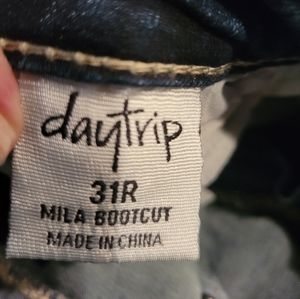 daytrip
31R
MILA BOOTCUT
MADE IN CHINA